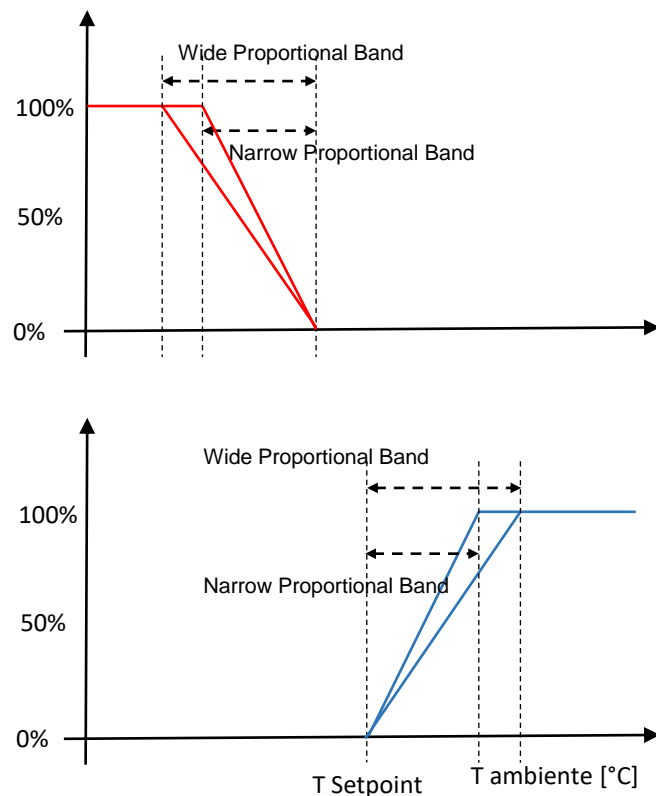 Wide Proportional Band
100%
Narrow Proportional Band
50%
0%
Wide Proportional Band
100%
Narrow Proportional Band
50%
0%
T Setpoint
T ambiente [°C]